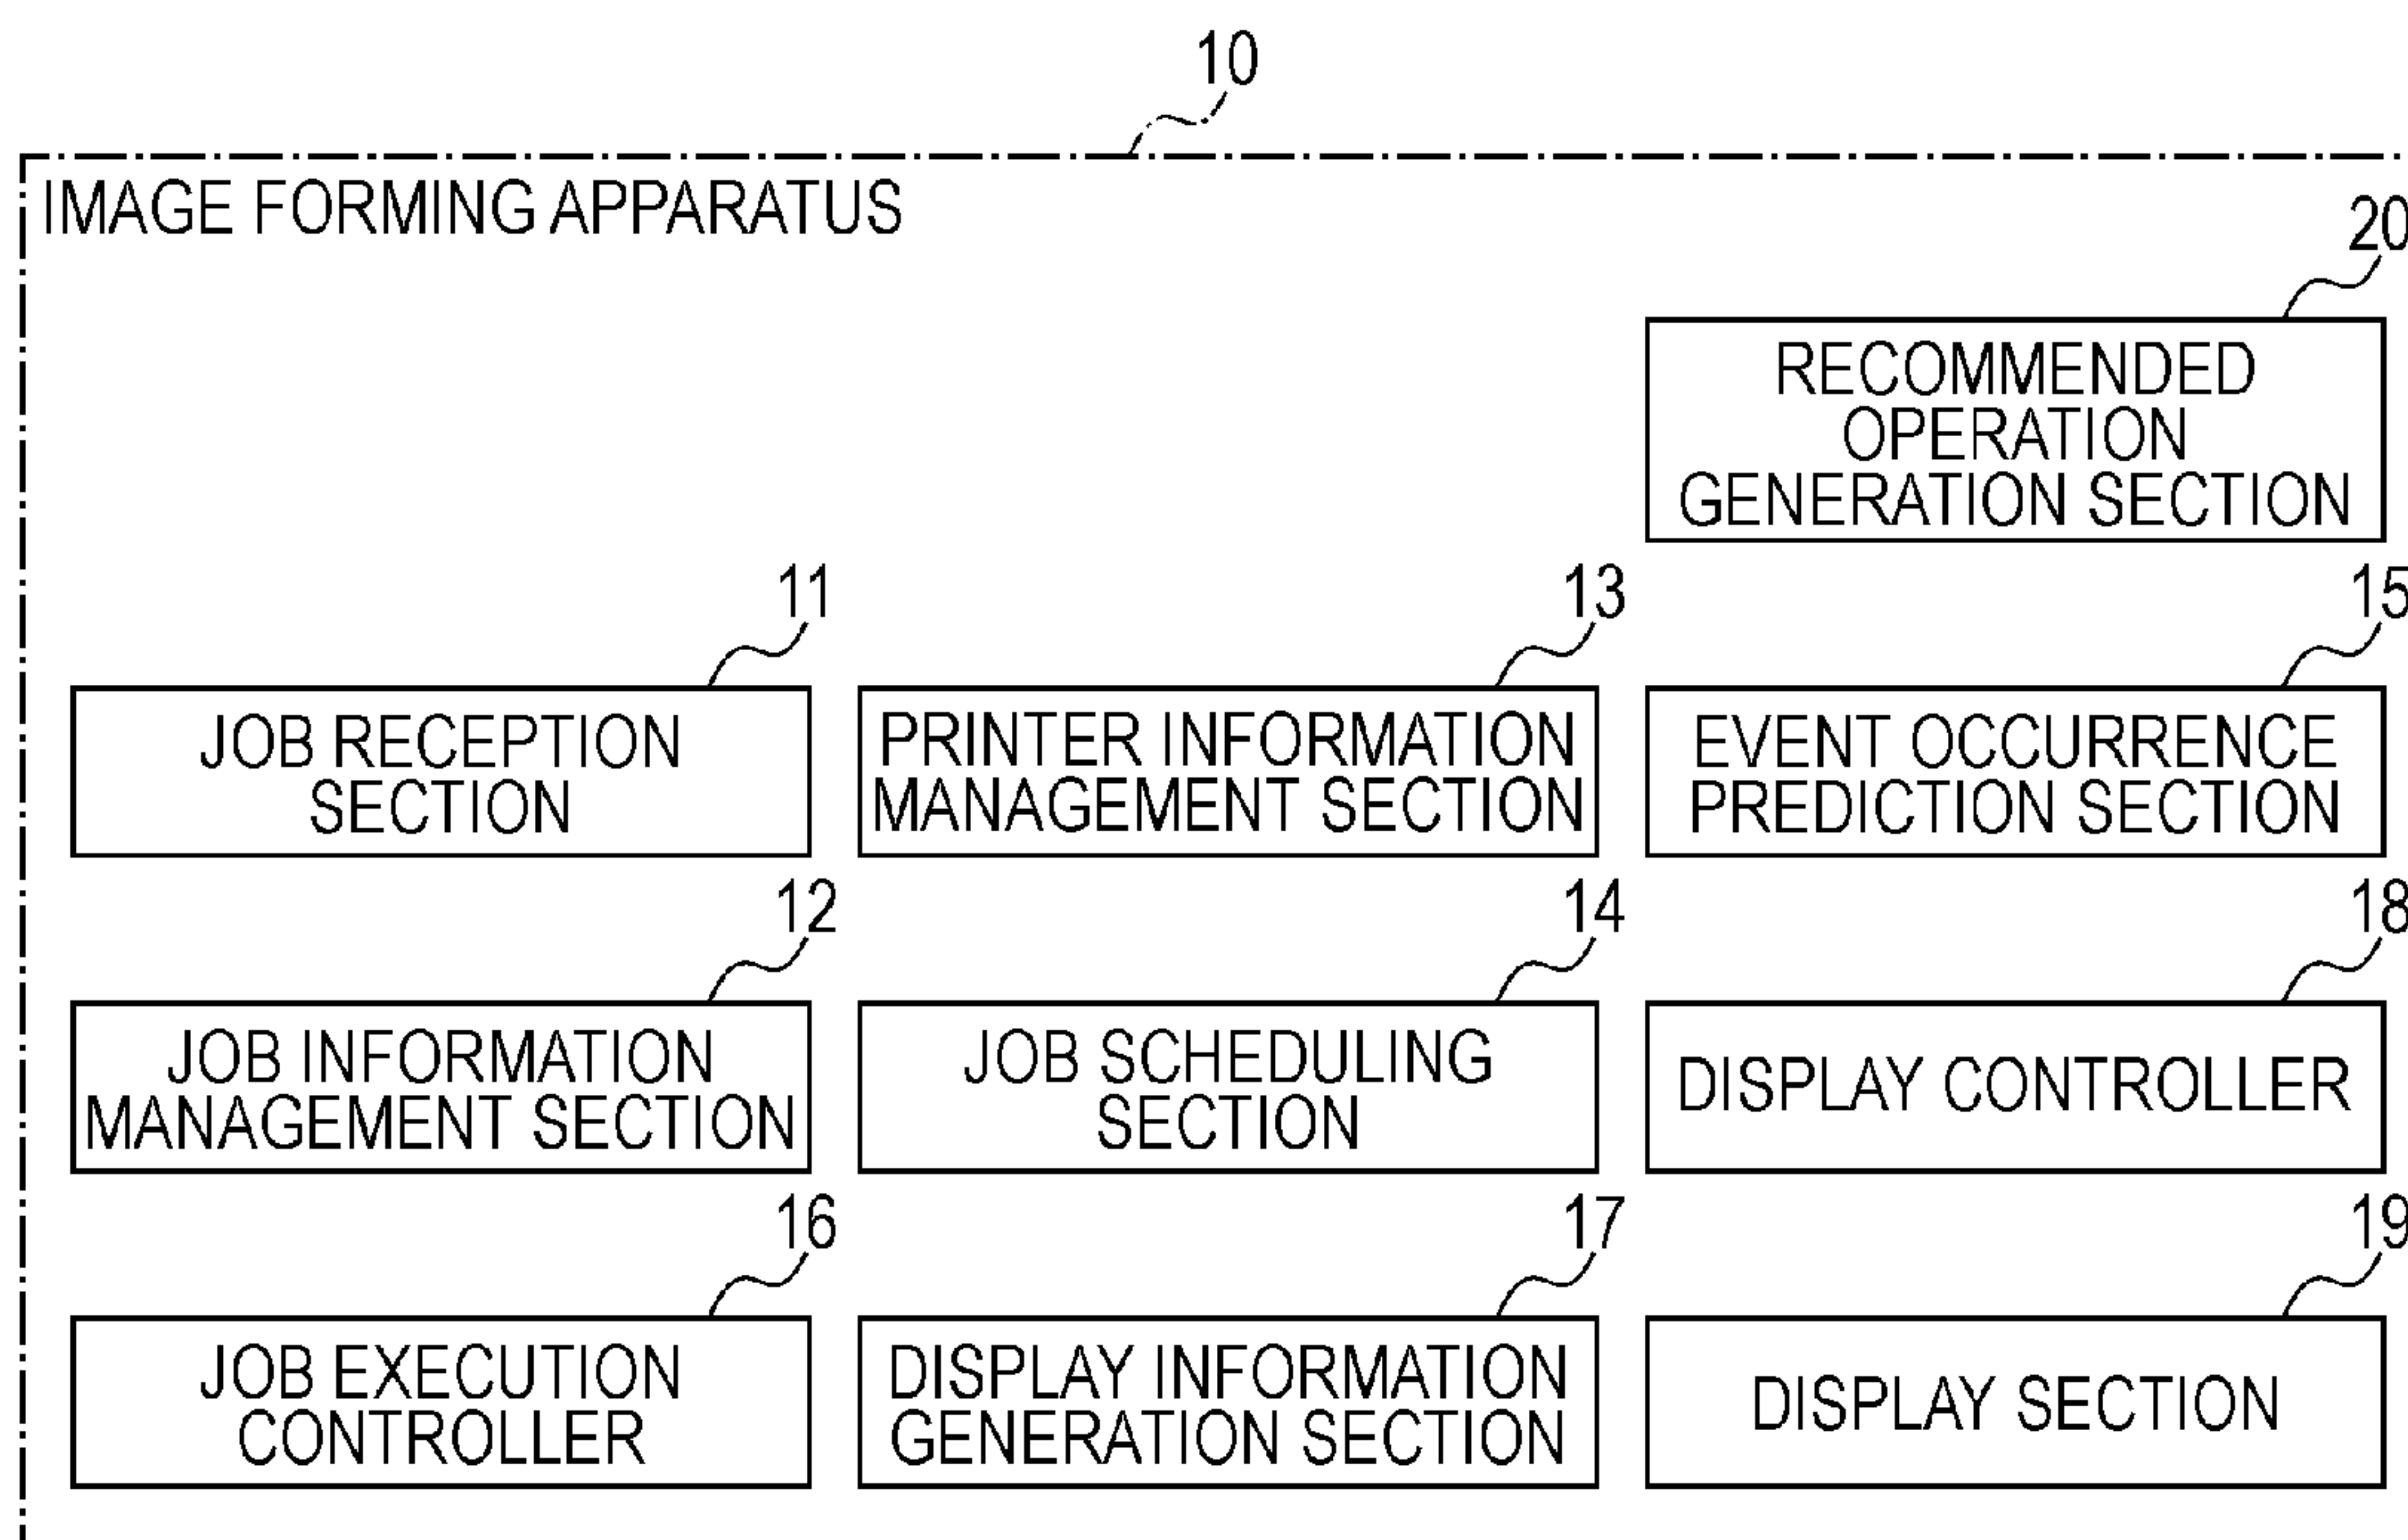 10
IMAGE FORMING APPARATUS
20
RECOMMENDED
OPERATION
GENERATION SECTION
11
JOB RECEPTION
SECTION
13
PRINTER INFORMATION
MANAGEMENT SECTION
15
EVENT OCCURRENCE
PREDICTION SECTION
12
JOB INFORMATION
MANAGEMENT SECTION
14
JOB SCHEDULING
SECTION
18
DISPLAY CONTROLLER
16
JOB EXECUTION
CONTROLLER
17
DISPLAY INFORMATION
GENERATION SECTION
19
DISPLAY SECTION